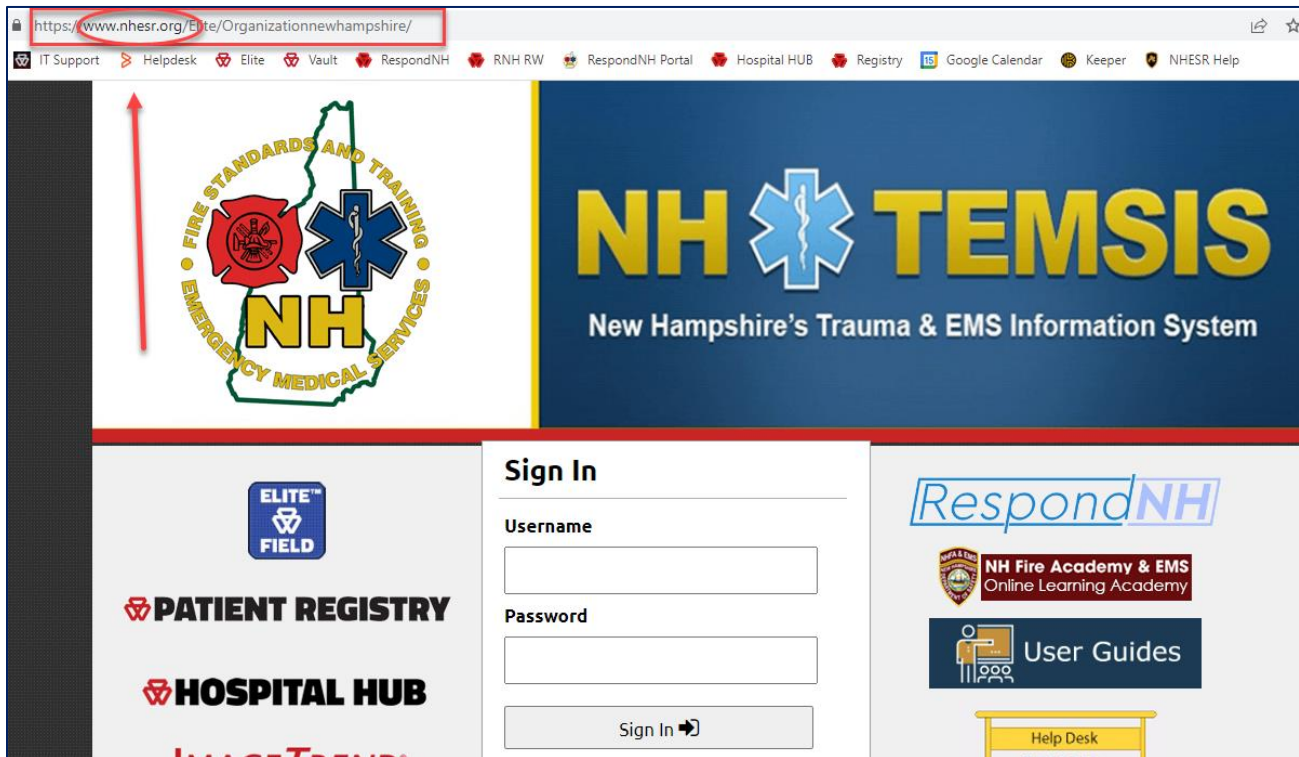 https://www.nhesr.org/Elite/Organizationnewhampshire/
IT Support Helpdesk Elite Vault RespondNH RNH RW RespondNH Portal Hospital HUB Registry 15 Google Calendar Keeper NHESR Help
FIRE STANDARDS AND TRAINING
NH
EMERGENCY MEDICAL SERVICES
NH TEMSIS
New Hampshire's Trauma & EMS Information System
ELITE™
FIELD
PATIENT REGISTRY
HOSPITAL HUB
IMAGETREND
Sign In
Username
Password
Sign In
RespondNH
NH Fire Academy & EMS
Online Learning Academy
User Guides
Help Desk